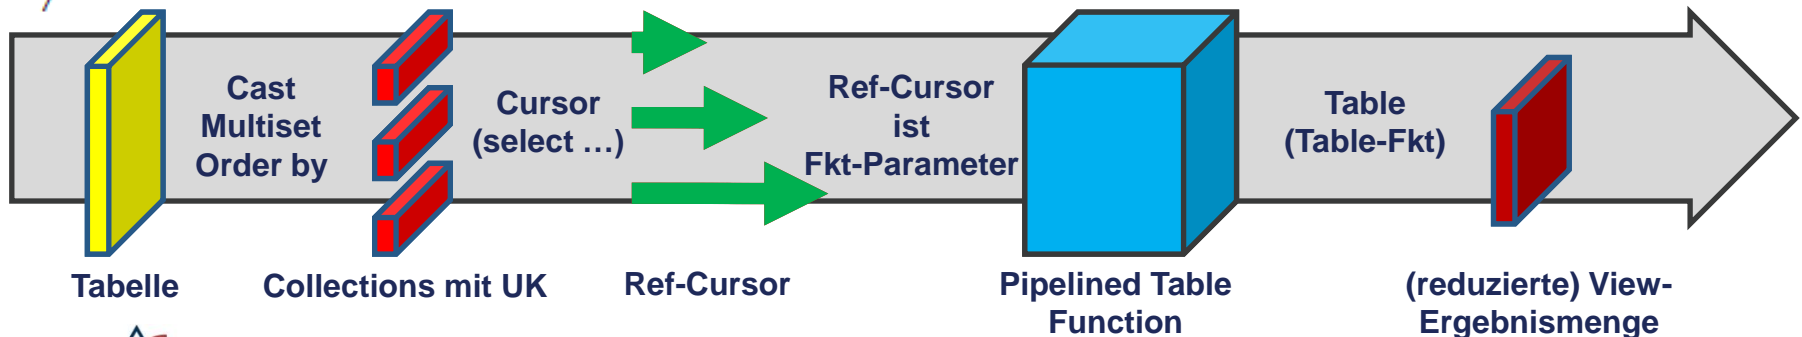 Cast
Multiset
Order by
Cursor
(select …)
Ref-Cursor
ist
Fkt-Parameter
Table
(Table-Fkt)
Tabelle
Collections mit UK
Ref-Cursor
Pipelined Table
Function
(reduzierte) View-
Ergebnismenge